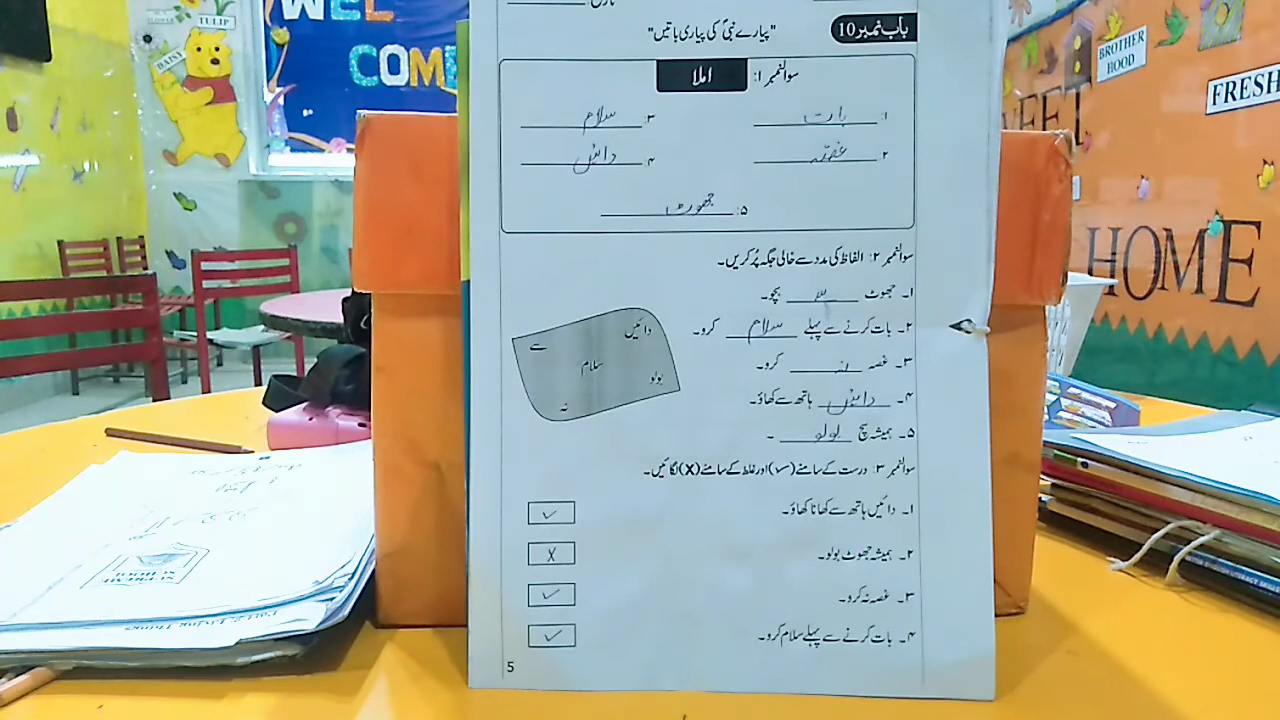 WEL
COME
TULIP
DAISY
BROTHER
HOOD
FRESH
HOME
باب نمبر 10
"پیارے نبیؐ کی پیاری باتیں"
سوالنمبر ۱: املا
۱: بات
۳: سلام
۲: غصّہ
۴: دائیں
۵: جھوٹ
سوالنمبر ۲: الفاظ کی مدد سے خالی جگہ پُر کریں۔
۱۔ جھوٹ سے بچو۔
۲۔ بات کرنے سے پہلے سلام کرو۔
۳۔ غصہ نہ کرو۔
۴۔ دائیں ہاتھ سے کھاؤ۔
۵۔ ہمیشہ سچ بولو ۔
دائیں
سے
سلام
بولو
نہ
سوالنمبر ۳: درست کے سامنے (✓) اور غلط کے سامنے (X) لگائیں۔
۱۔ دائیں ہاتھ سے کھانا کھاؤ۔ ✓
۲۔ ہمیشہ جھوٹ بولو۔ X
۳۔ غصہ نہ کرو۔ ✓
۴۔ بات کرنے سے پہلے سلام کرو۔ ✓
5
SUPREME
SCHOOL